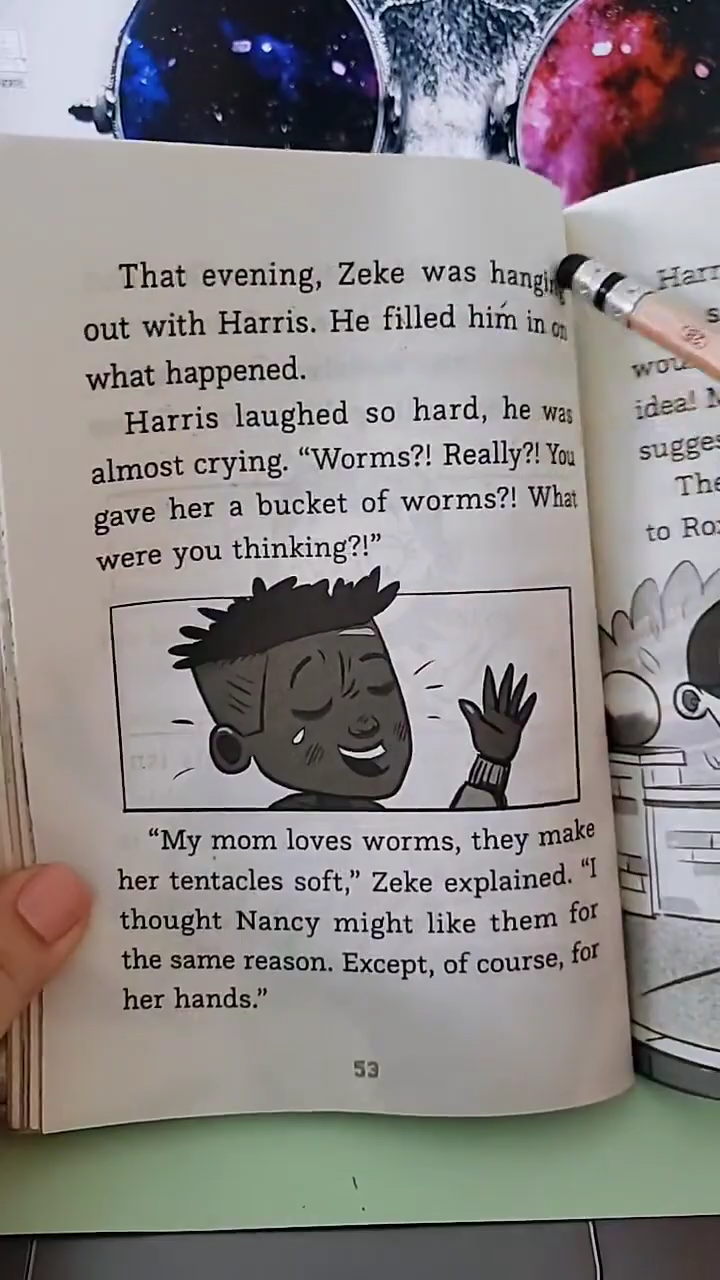 That evening, Zeke was hanging
out with Harris. He filled him in on
what happened.
Harris laughed so hard, he was
almost crying. “Worms?! Really?! You
gave her a bucket of worms?! What
were you thinking?!”
“My mom loves worms, they make
her tentacles soft,” Zeke explained. “I
thought Nancy might like them for
the same reason. Except, of course, for
her hands.”
53
Harr
s
wou
idea! M
sugges
The
to Ro